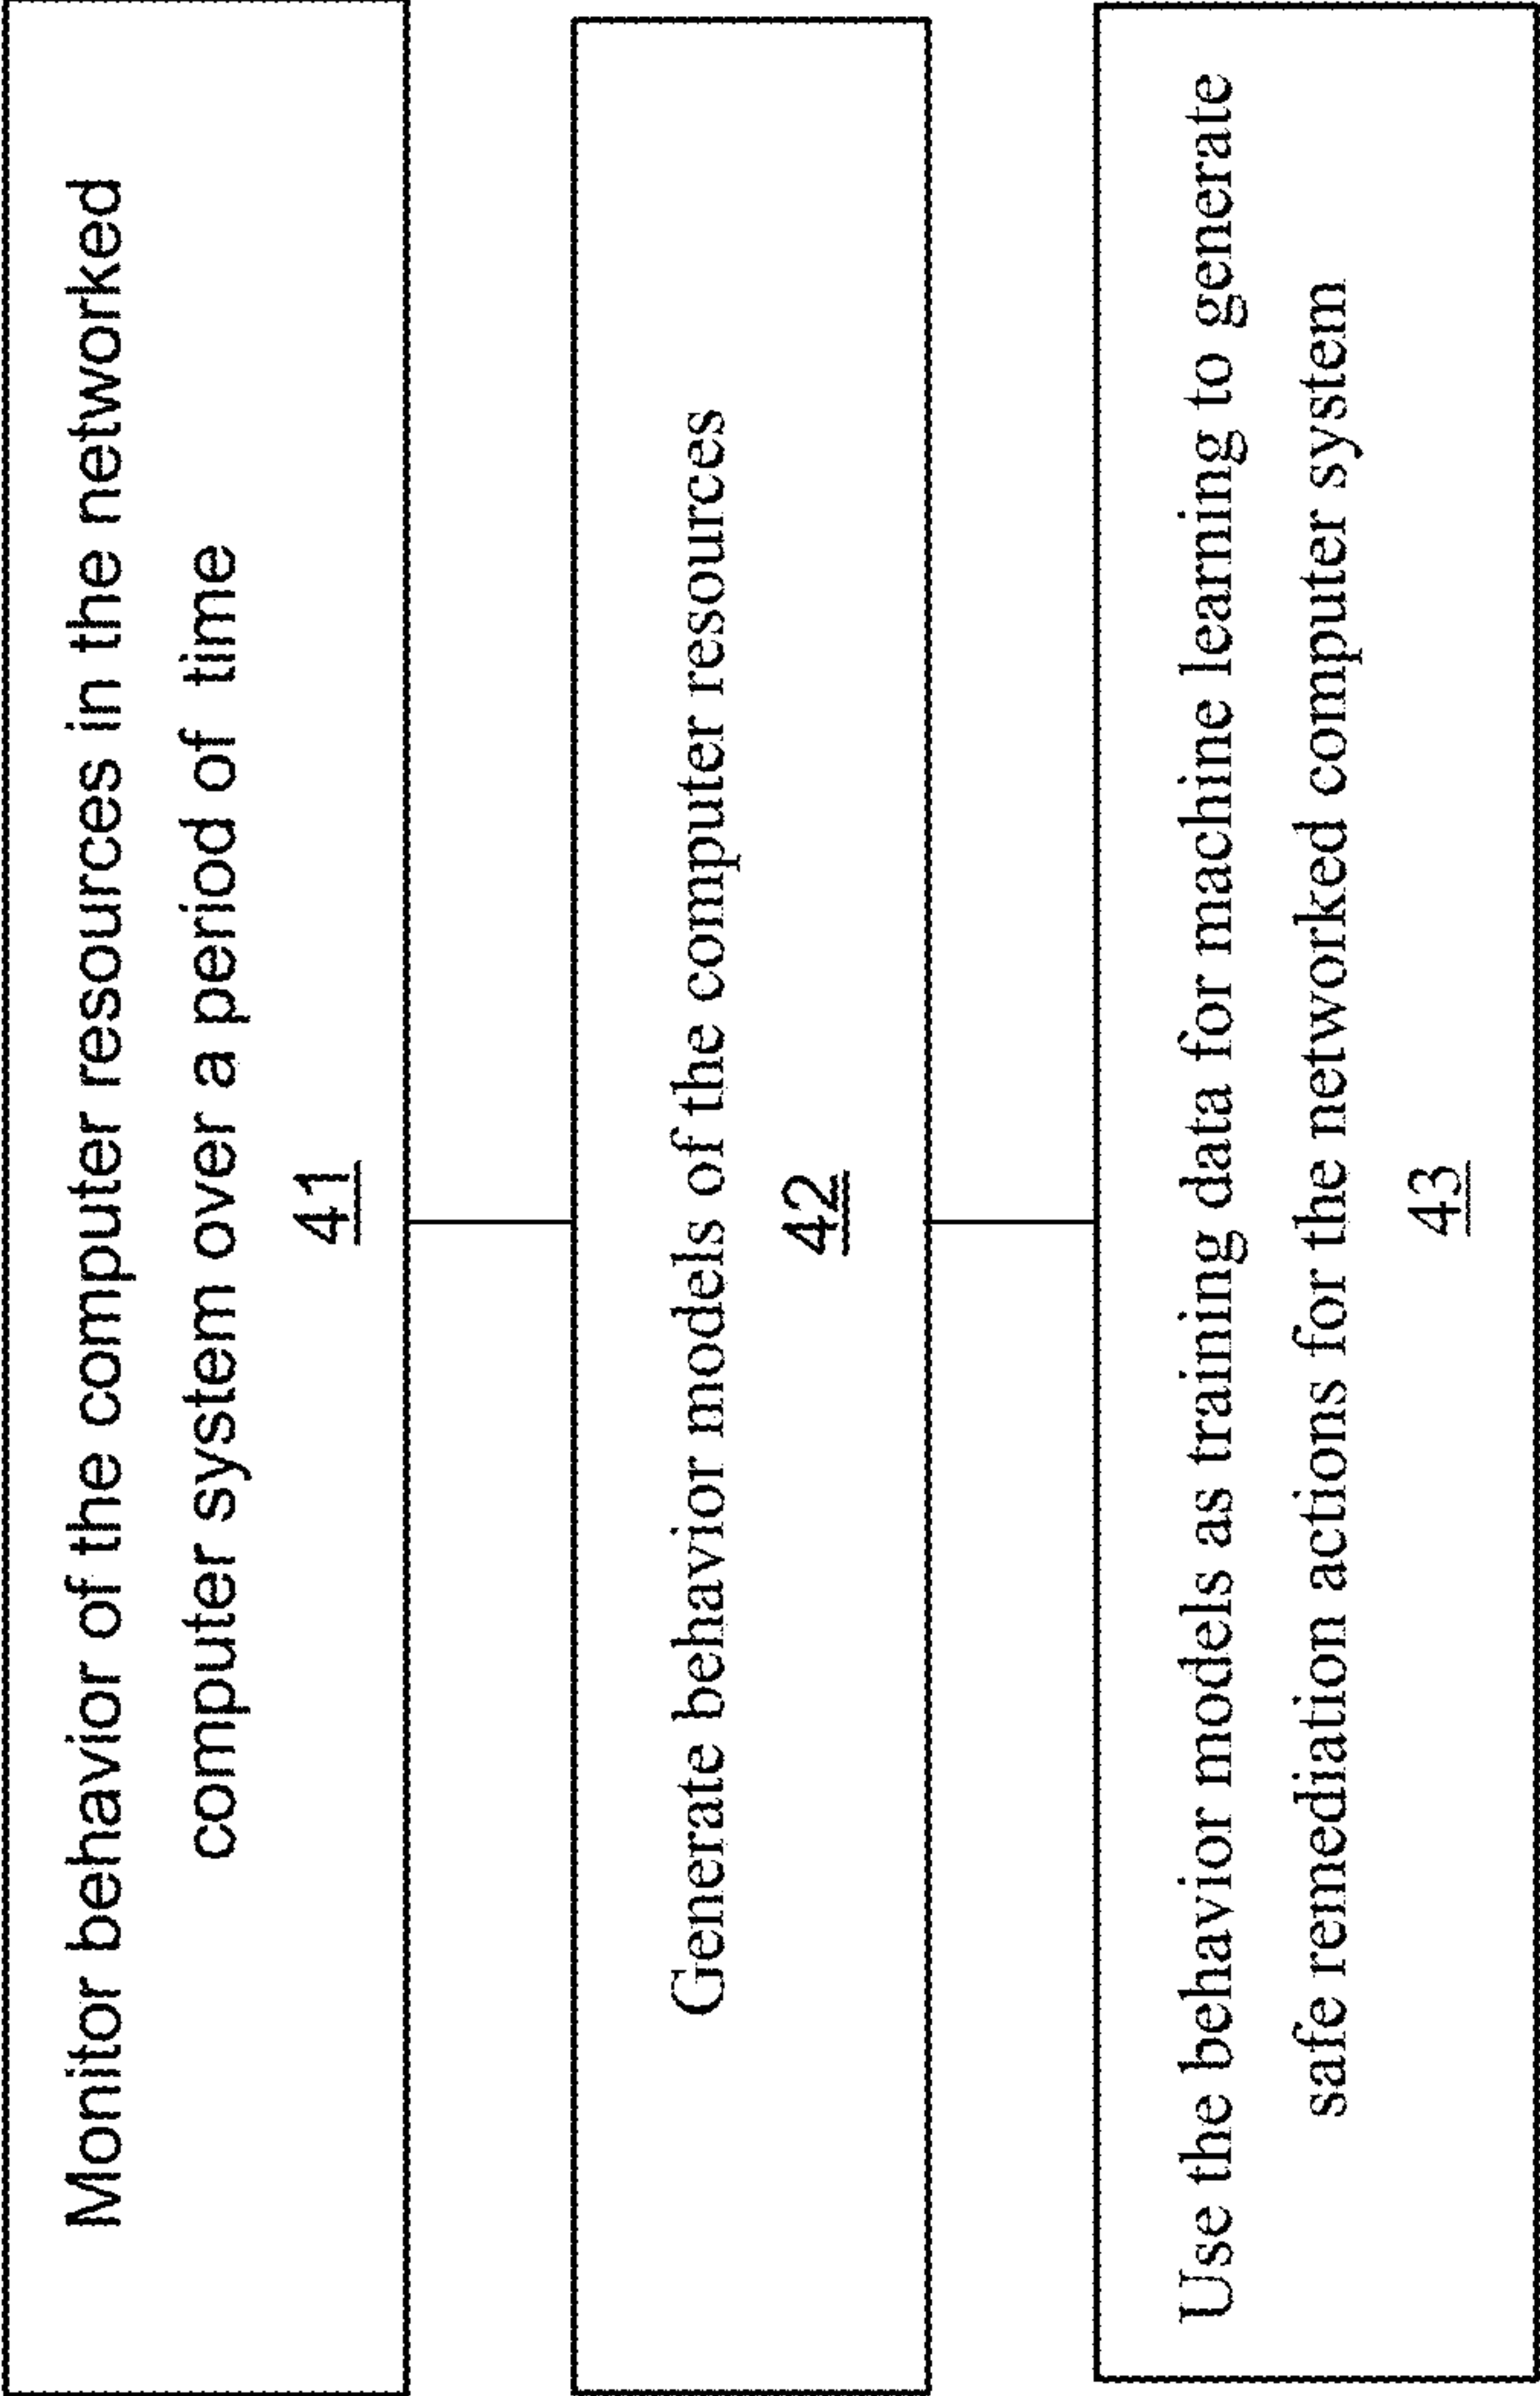 Monitor behavior of the computer resources in the networked
computer system over a period of time
41
Generate behavior models of the computer resources
42
Use the behavior models as training data for machine learning to generate
safe remediation actions for the networked computer system
43